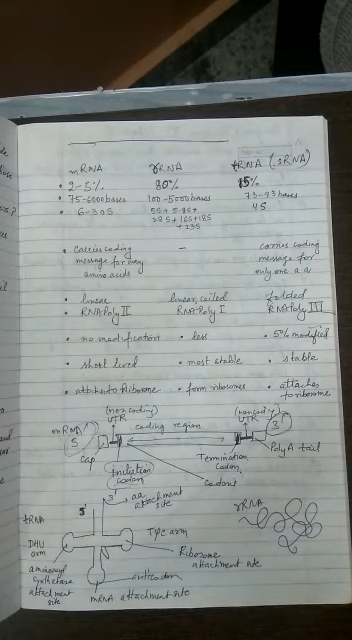 mRNA rRNA tRNA (sRNA)
• 2-5% 80% 15%
• 75-6000 bases 100-5000 bases 73-93 bases
• 6-30S 5S + 5.8S + 4S
28S + 16S + 18S
+ 23S
• Carries coding – carries coding
message for many message for
amino acids only one a.a
• linear linear, coiled folded
• RNA Poly II RNA Poly I RNA Poly III
• no modification • less • 5% modified
• short lived • most stable • stable
• attach to Ribosome • form ribosomes • attaches
to ribosome
(noncoding) (noncoding)
UTR UTR
mRNA 5' coding region 3'
Cap Poly A tail
Initiation Termination
codon codon
codons
3' → aa attachment
site
tRNA 5' rRNA
TψC arm
DHU
arm
Ribosome
attachment site
aminoacyl
synthetase
attachment
site
anticodon
mRNA attachment site